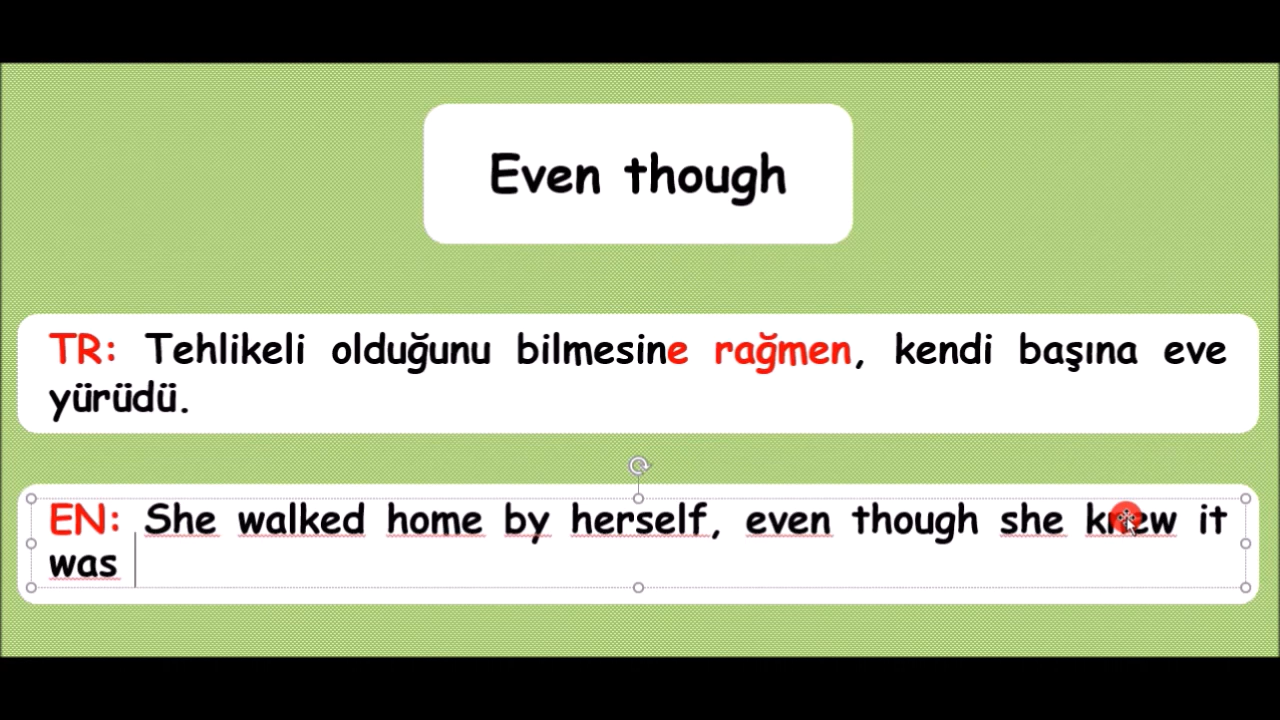 Even though
TR: Tehlikeli olduğunu bilmesine rağmen, kendi başına eve
yürüdü.
EN: She walked home by herself, even though she knew it
was